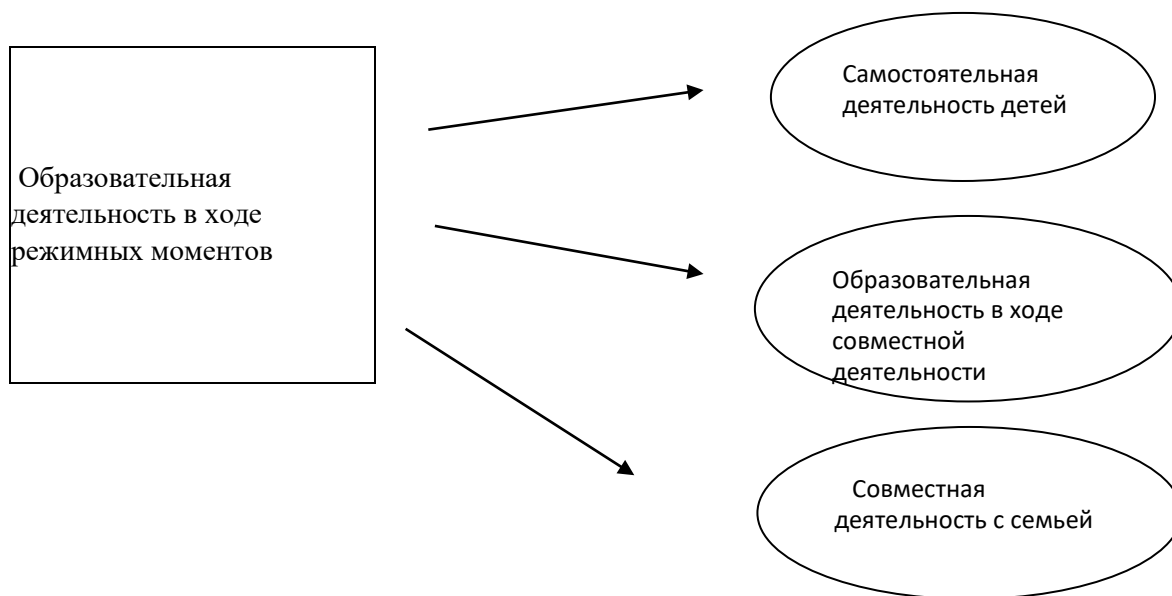 Образовательная
деятельность в ходе
режимных моментов
Самостоятельная
деятельность детей
Образовательная
деятельность в ходе
совместной
деятельности
Совместная
деятельность с семьей